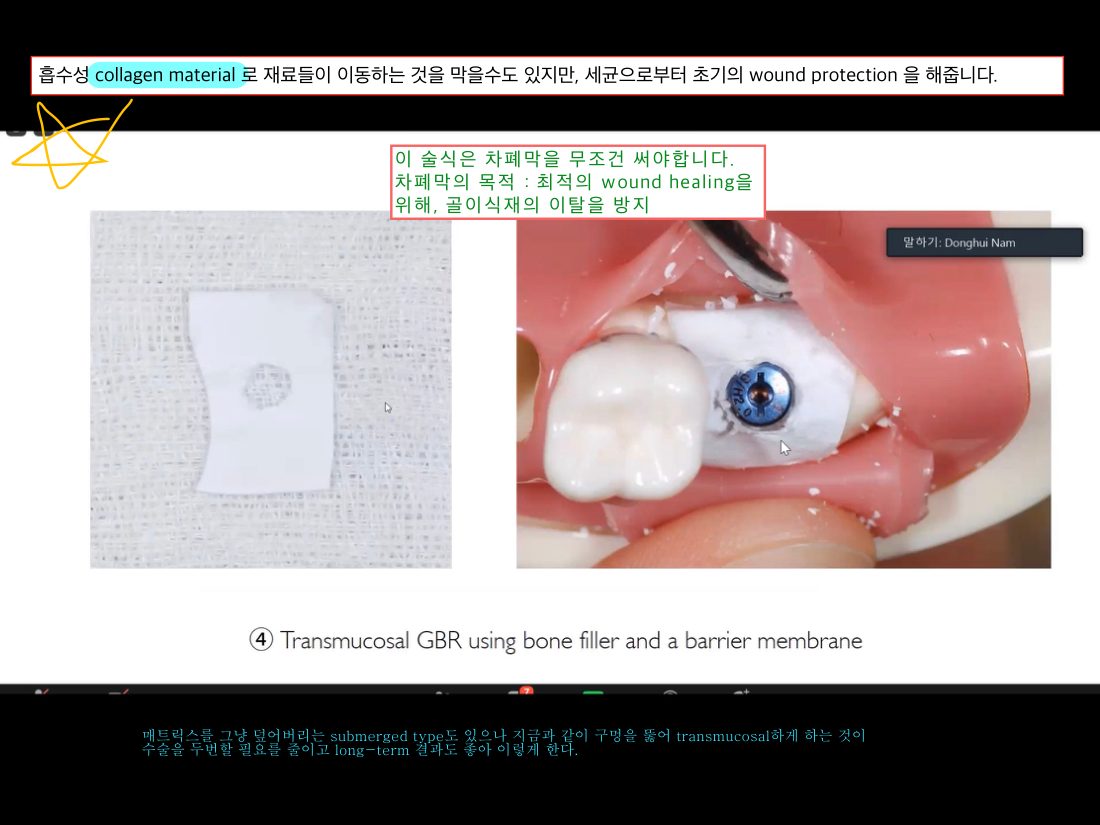 흡수성 collagen material 로 재료들이 이동하는 것을 막을수도 있지만, 세균으로부터 초기의 wound protection 을 해줍니다.
이 술식은 차폐막을 무조건 써야합니다.
차폐막의 목적 : 최적의 wound healing을
위해, 골이식재의 이탈을 방지
말하기: Donghui Nam
④ Transmucosal GBR using bone filler and a barrier membrane
7
매트릭스를 그냥 덮어버리는 submerged type도 있으나 지금과 같이 구멍을 뚫어 transmucosal하게 하는 것이
수술을 두번할 필요를 줄이고 long-term 결과도 좋아 이렇게 한다.